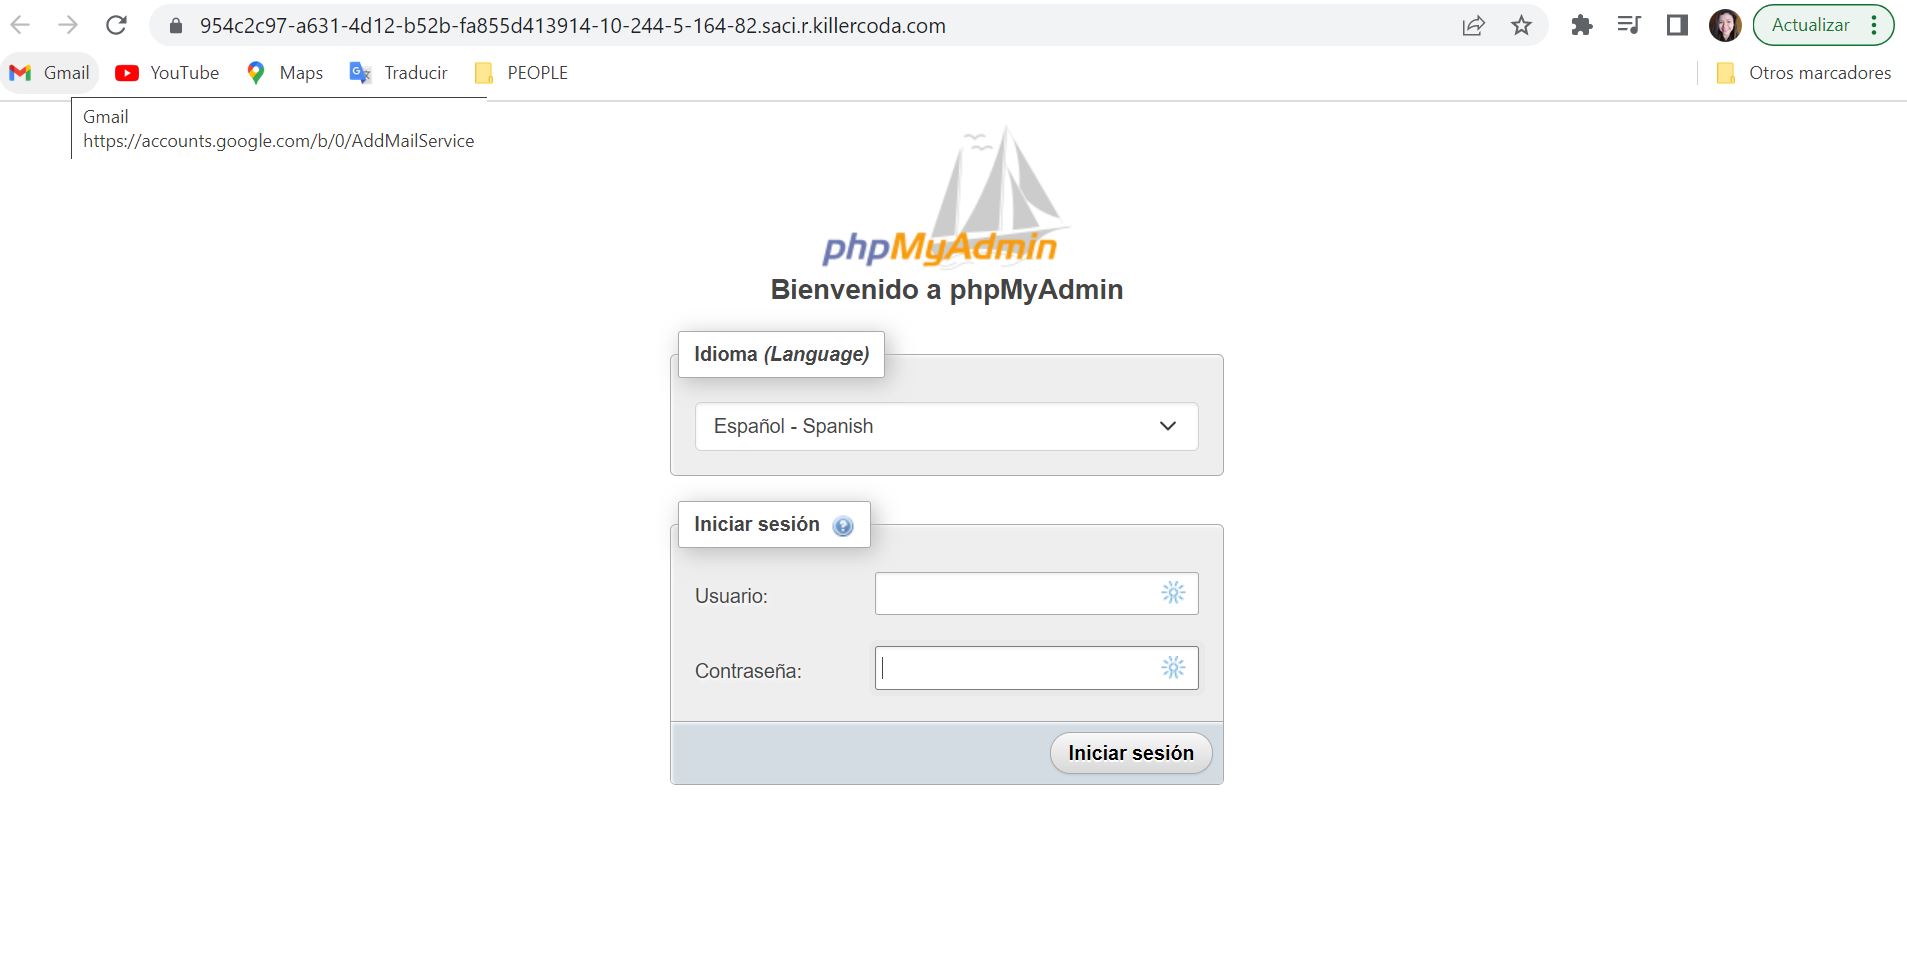 954c2c97-a631-4d12-b52b-fa855d413914-10-244-5-164-82.saci.r.killercoda.com
Actualizar
Gmail
YouTube
Maps
Traducir
PEOPLE
Otros marcadores
Gmail
https://accounts.google.com/b/0/AddMailService
phpMyAdmin
Bienvenido a phpMyAdmin
Idioma (Language)
Español - Spanish
Iniciar sesión
Usuario:
Contraseña:
Iniciar sesión